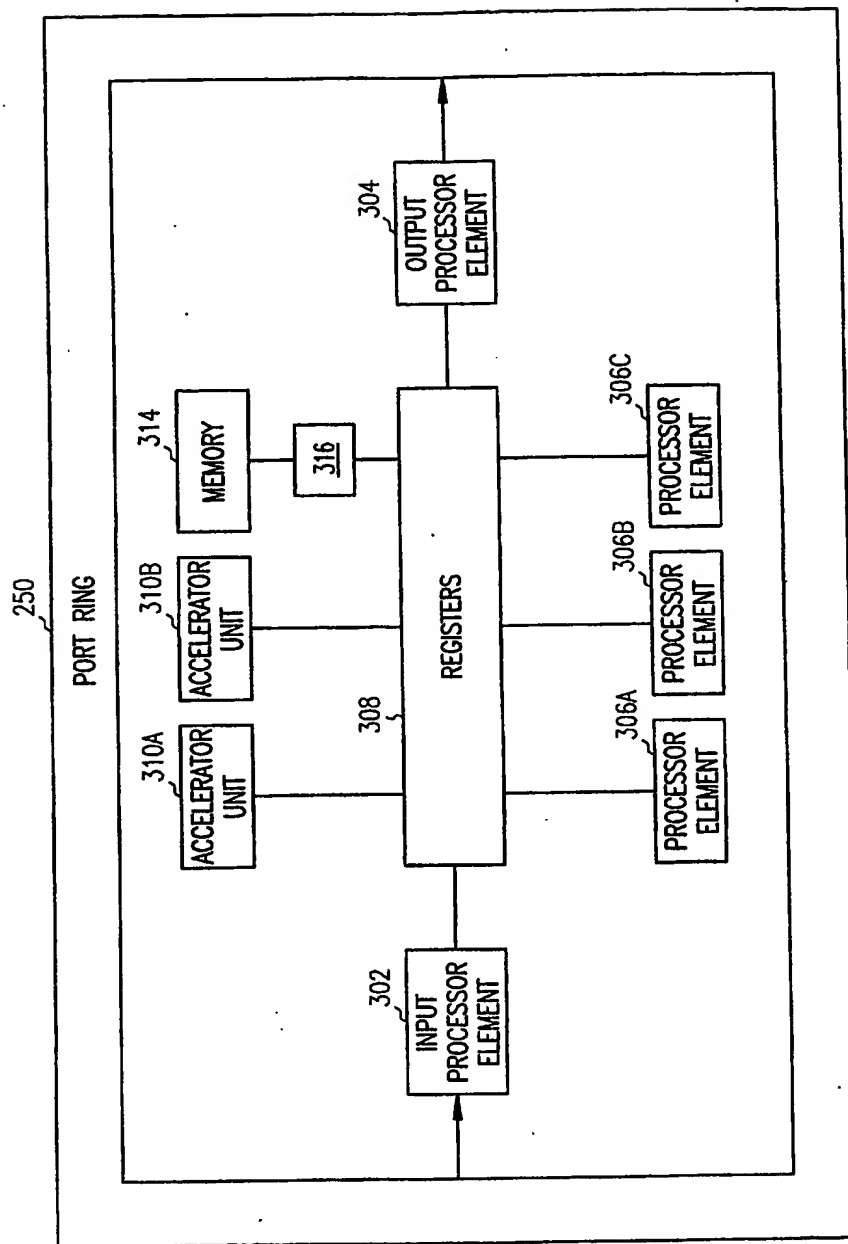 250
PORT RING
310A
ACCELERATOR
UNIT
310B
ACCELERATOR
UNIT
314
MEMORY
316
302
INPUT
PROCESSOR
ELEMENT
308
REGISTERS
304
OUTPUT
PROCESSOR
ELEMENT
306A
PROCESSOR
ELEMENT
306B
PROCESSOR
ELEMENT
306C
PROCESSOR
ELEMENT